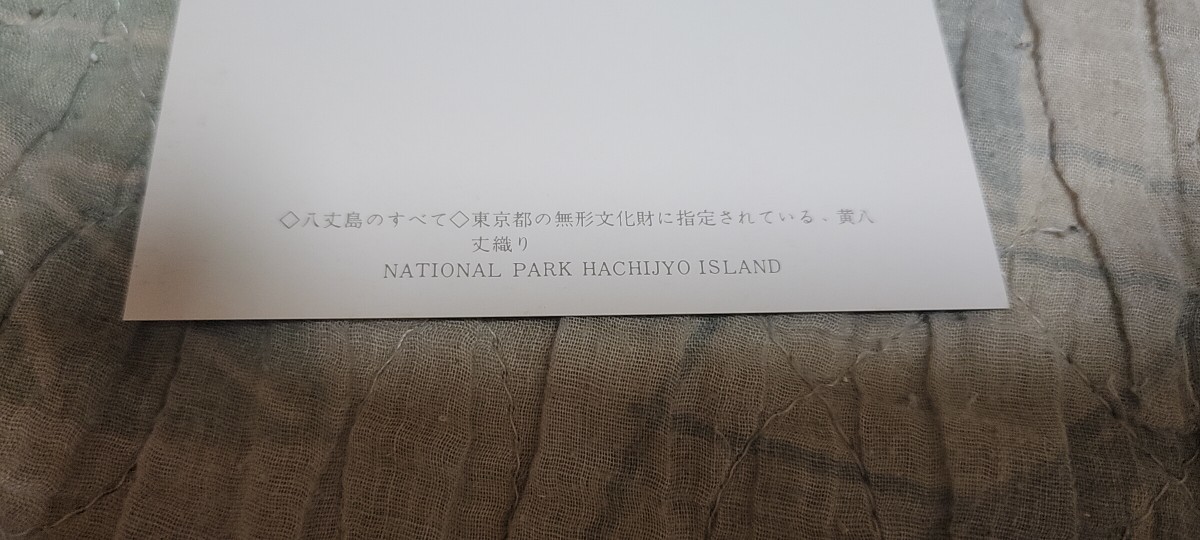 ◇八丈島のすべて◇東京都の無形文化財に指定されている、黄八
丈織り
NATIONAL PARK HACHIJYO ISLAND